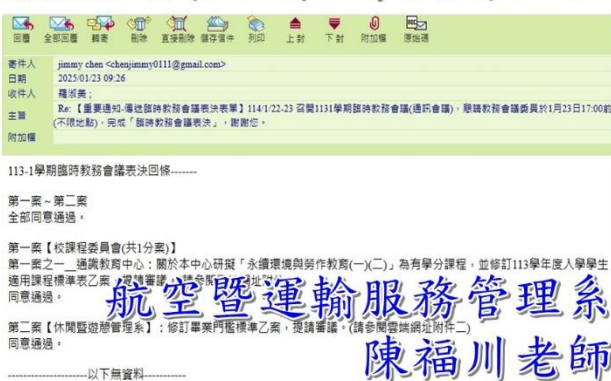 回覆 全部回覆 轉寄 刪除 直接刪除 儲存信件 列印 上封 下封 附加檔 原始碼
寄件人 jimmy chen <chenjimmy0111@gmail.com>
日期 2025/01/23 09:26
收件人 羅淑美;
主旨 Re: 【重要通知-傳送臨時教務會議表決表單】114/1/22-23 召開1131學期臨時教務會議(通訊會議)，懇請教務會議委員於1月23日17:00前
(不限地點)，完成「臨時教務會議表決」，謝謝您。
附加檔
113-1學期臨時教務會議表決回條-------
第一案～第二案
全部同意通過。
第一案【校課程委員會(共1分案)】
第一案之一__通識教育中心：關於本中心研擬「永續環境與勞作教育(一)(二)」為有學分課程，並修訂113學年度入學學生
適用課程標準表乙案，提請審議。
同意通過。
航空暨運輸服務管理系
第二案【休閒暨遊憩管理系】：修訂畢業門檻標準乙案，提請審議。(請參閱雲端網址附件二)
同意通過。
陳福川老師
--------------------以下無資料-----------